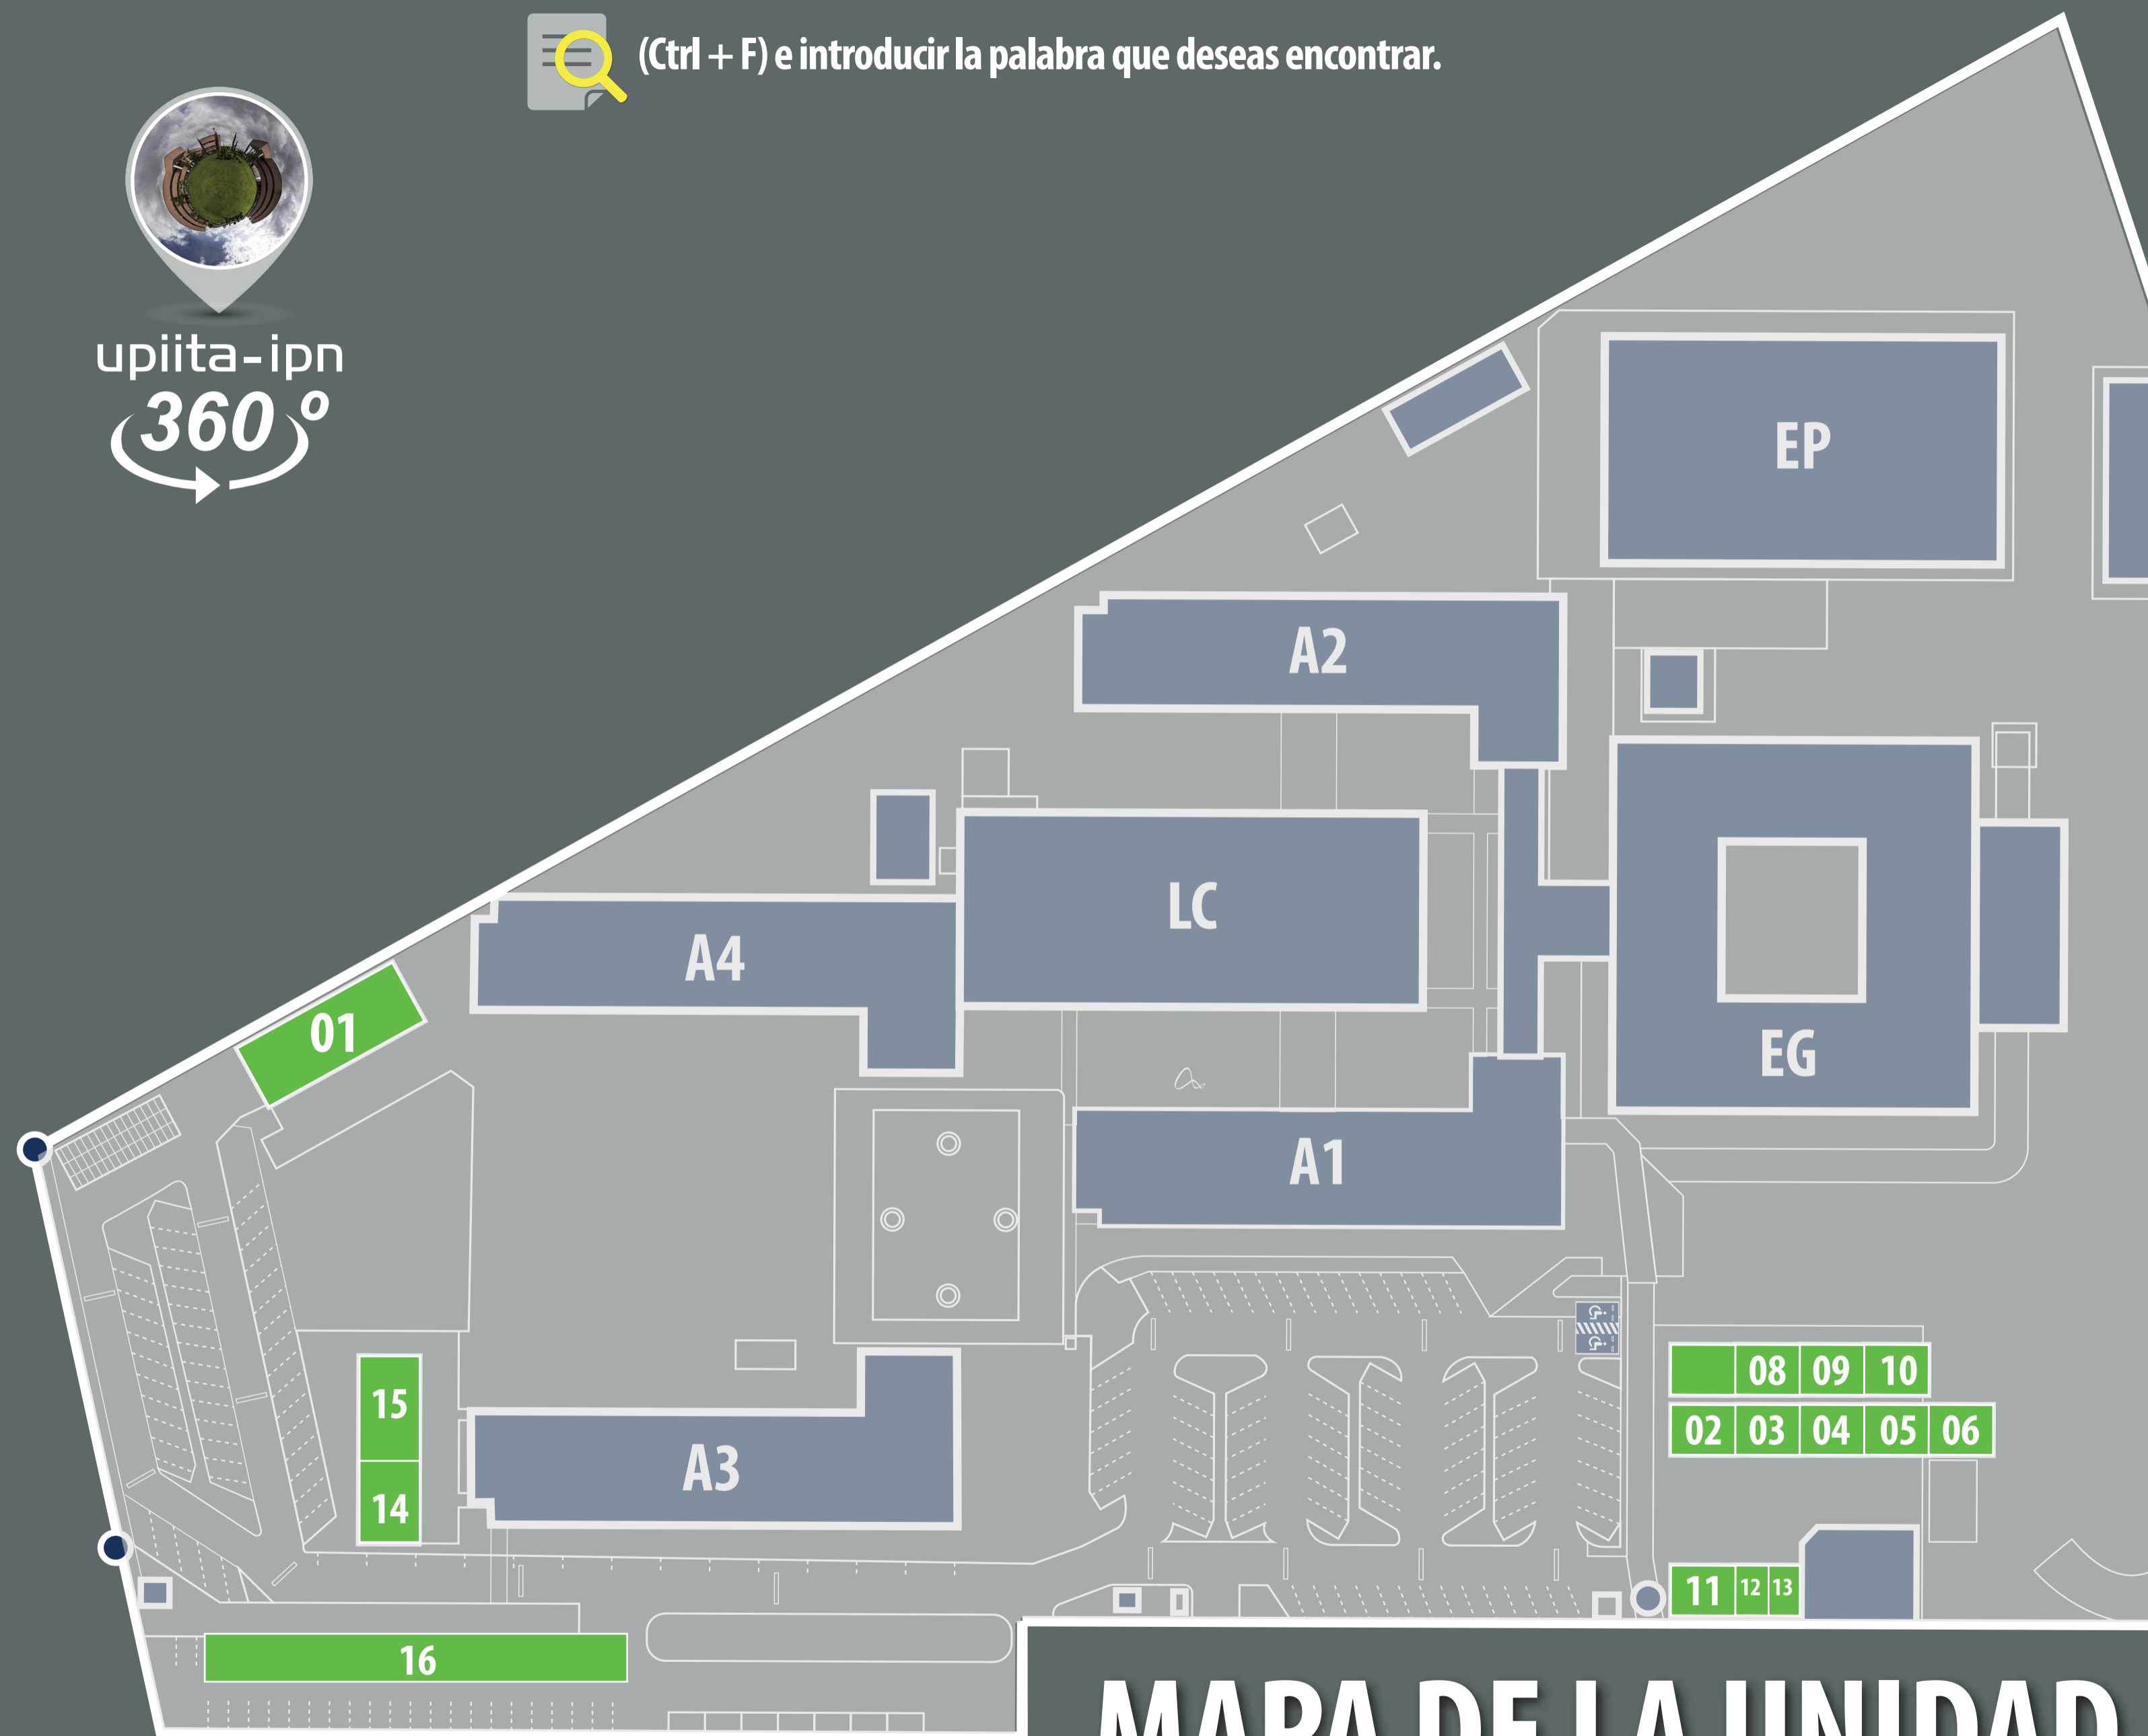 (Ctrl + F) e introducir la palabra que deseas encontrar.
upiita-ipn
360º
EP
A2
LC
A4
01
EG
A1
08 09 10
15
02 03 04 05 06
A3
14
11 12 13
16
MAPA DE LA UNIDAD